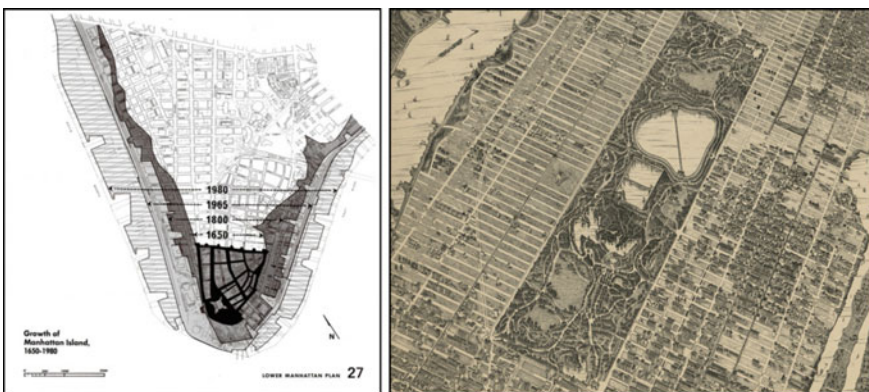 1980
1965
1800
1650
Growth of
Manhattan Island,
1650-1980
N
LOWER MANHATTAN PLAN 27